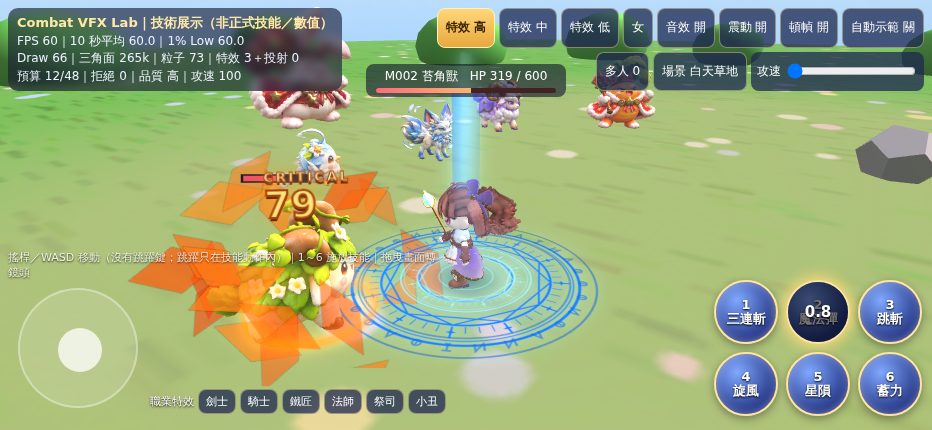 Combat VFX Lab｜技術展示（非正式技能／數值）
FPS 60｜10 秒平均 60.0｜1% Low 60.0
Draw 66｜三角面 265k｜粒子 73｜特效 3＋投射 0
預算 12/48｜拒絕 0｜品質 高｜攻速 100
特效 高
特效 中
特效 低
女
音效 開
震動 開
頓幀 開
自動示範 關
多人 0
場景 白天草地
攻速
M002 苔角獸 HP 319 / 600
CRITICAL
79
搖桿／WASD 移動（沒有跳躍鍵；跳躍只在技能動作內）｜1~6 施放技能｜拖曳畫面轉
鏡頭
1
三連斬
2
魔法彈
0.8
3
跳斬
4
旋風
5
星隕
6
蓄力
職業特效
劍士
騎士
鐵匠
法師
祭司
小丑